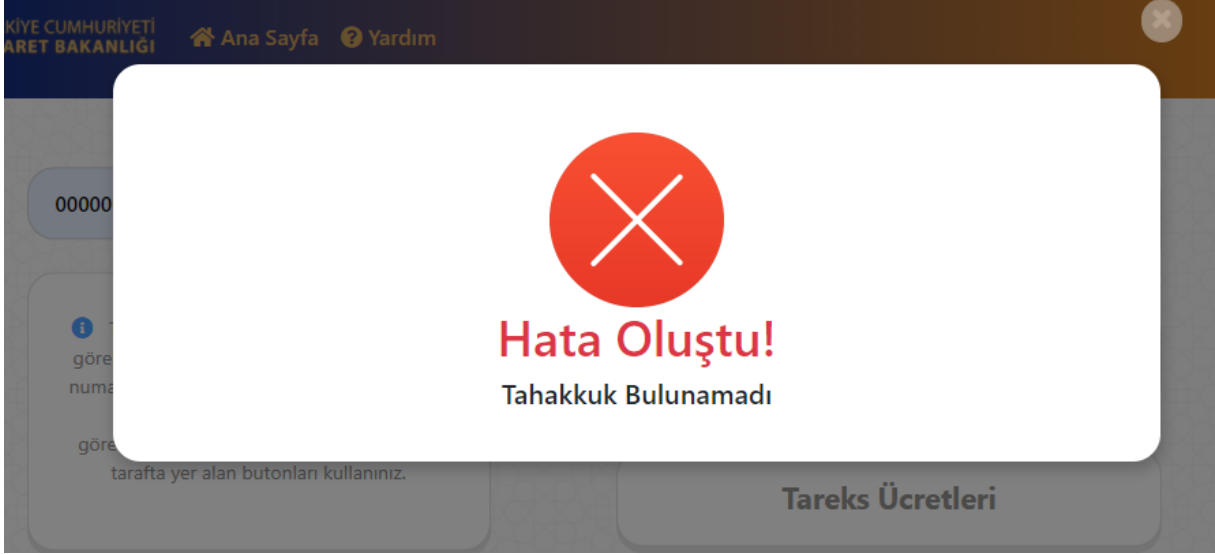 KİYE CUMHURİYETİ
ARET BAKANLIĞI
Ana Sayfa
Yardım
00000
Hata Oluştu!
Tahakkuk Bulunamadı
göre
numa
göre
tarafta yer alan butonları kullanınız.
Tareks Ücretleri